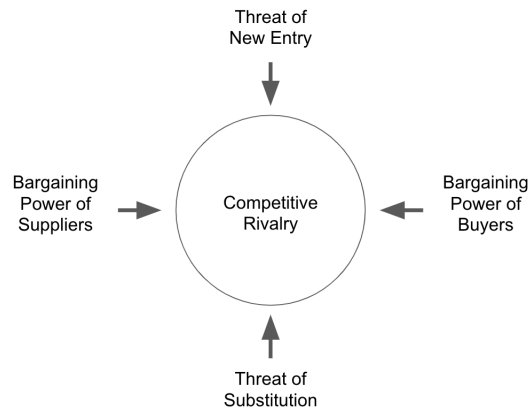 Threat of
New Entry
Bargaining
Power of
Suppliers
Competitive
Rivalry
Bargaining
Power of
Buyers
Threat of
Substitution